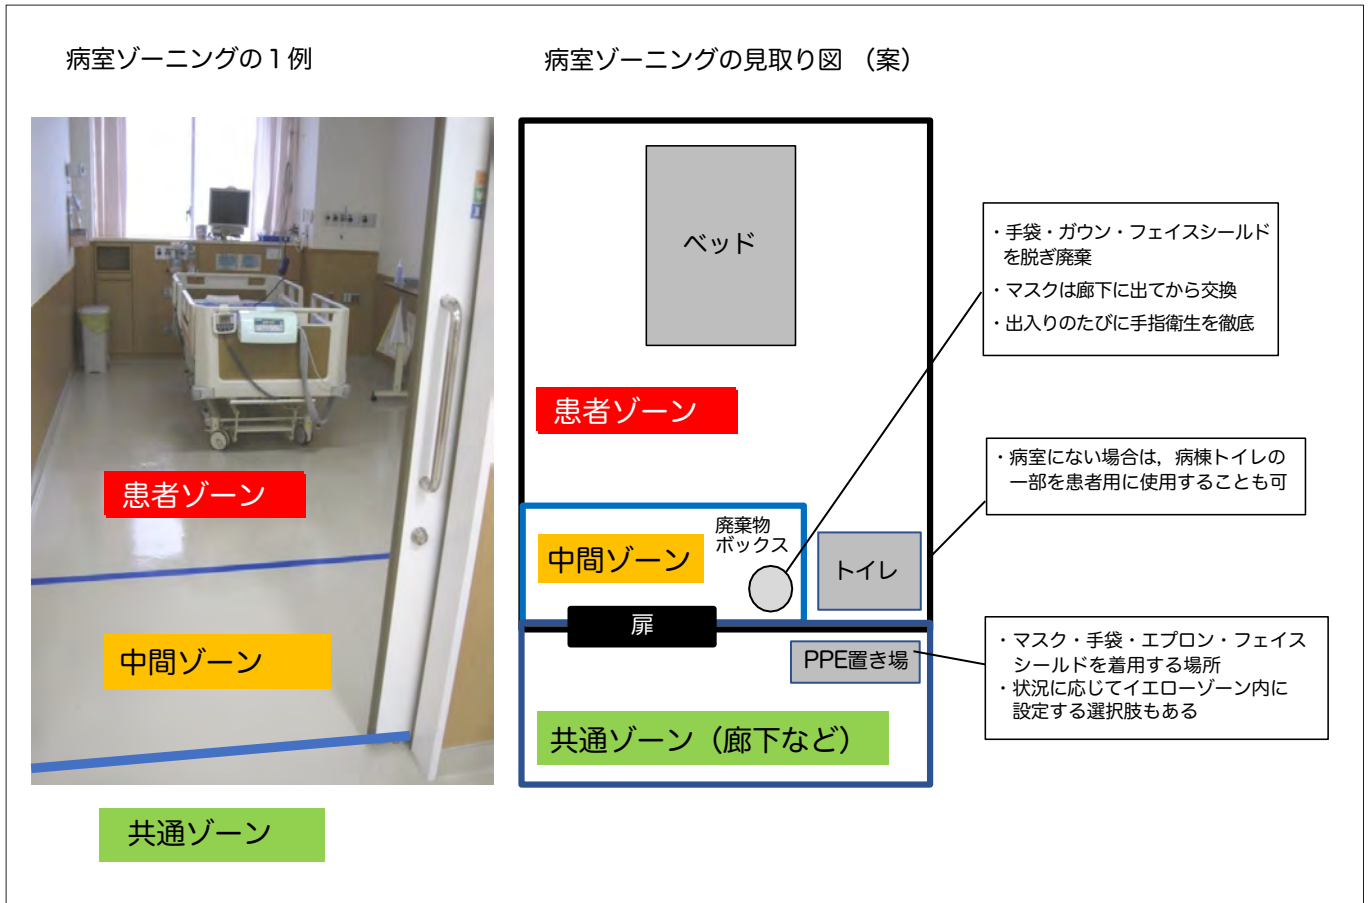 病室ゾーニングの１例
患者ゾーン
中間ゾーン
共通ゾーン
病室ゾーニングの見取り図 （案）
ベッド
患者ゾーン
中間ゾーン
廃棄物
ボックス
トイレ
扉
PPE置き場
共通ゾーン（廊下など）
・手袋・ガウン・フェイスシールド
を脱ぎ廃棄
・マスクは廊下に出てから交換
・出入りのたびに手指衛生を徹底
・病室にない場合は，病棟トイレの
一部を患者用に使用することも可
・マスク・手袋・エプロン・フェイス
シールドを着用する場所
・状況に応じてイエローゾーン内に
設定する選択肢もある